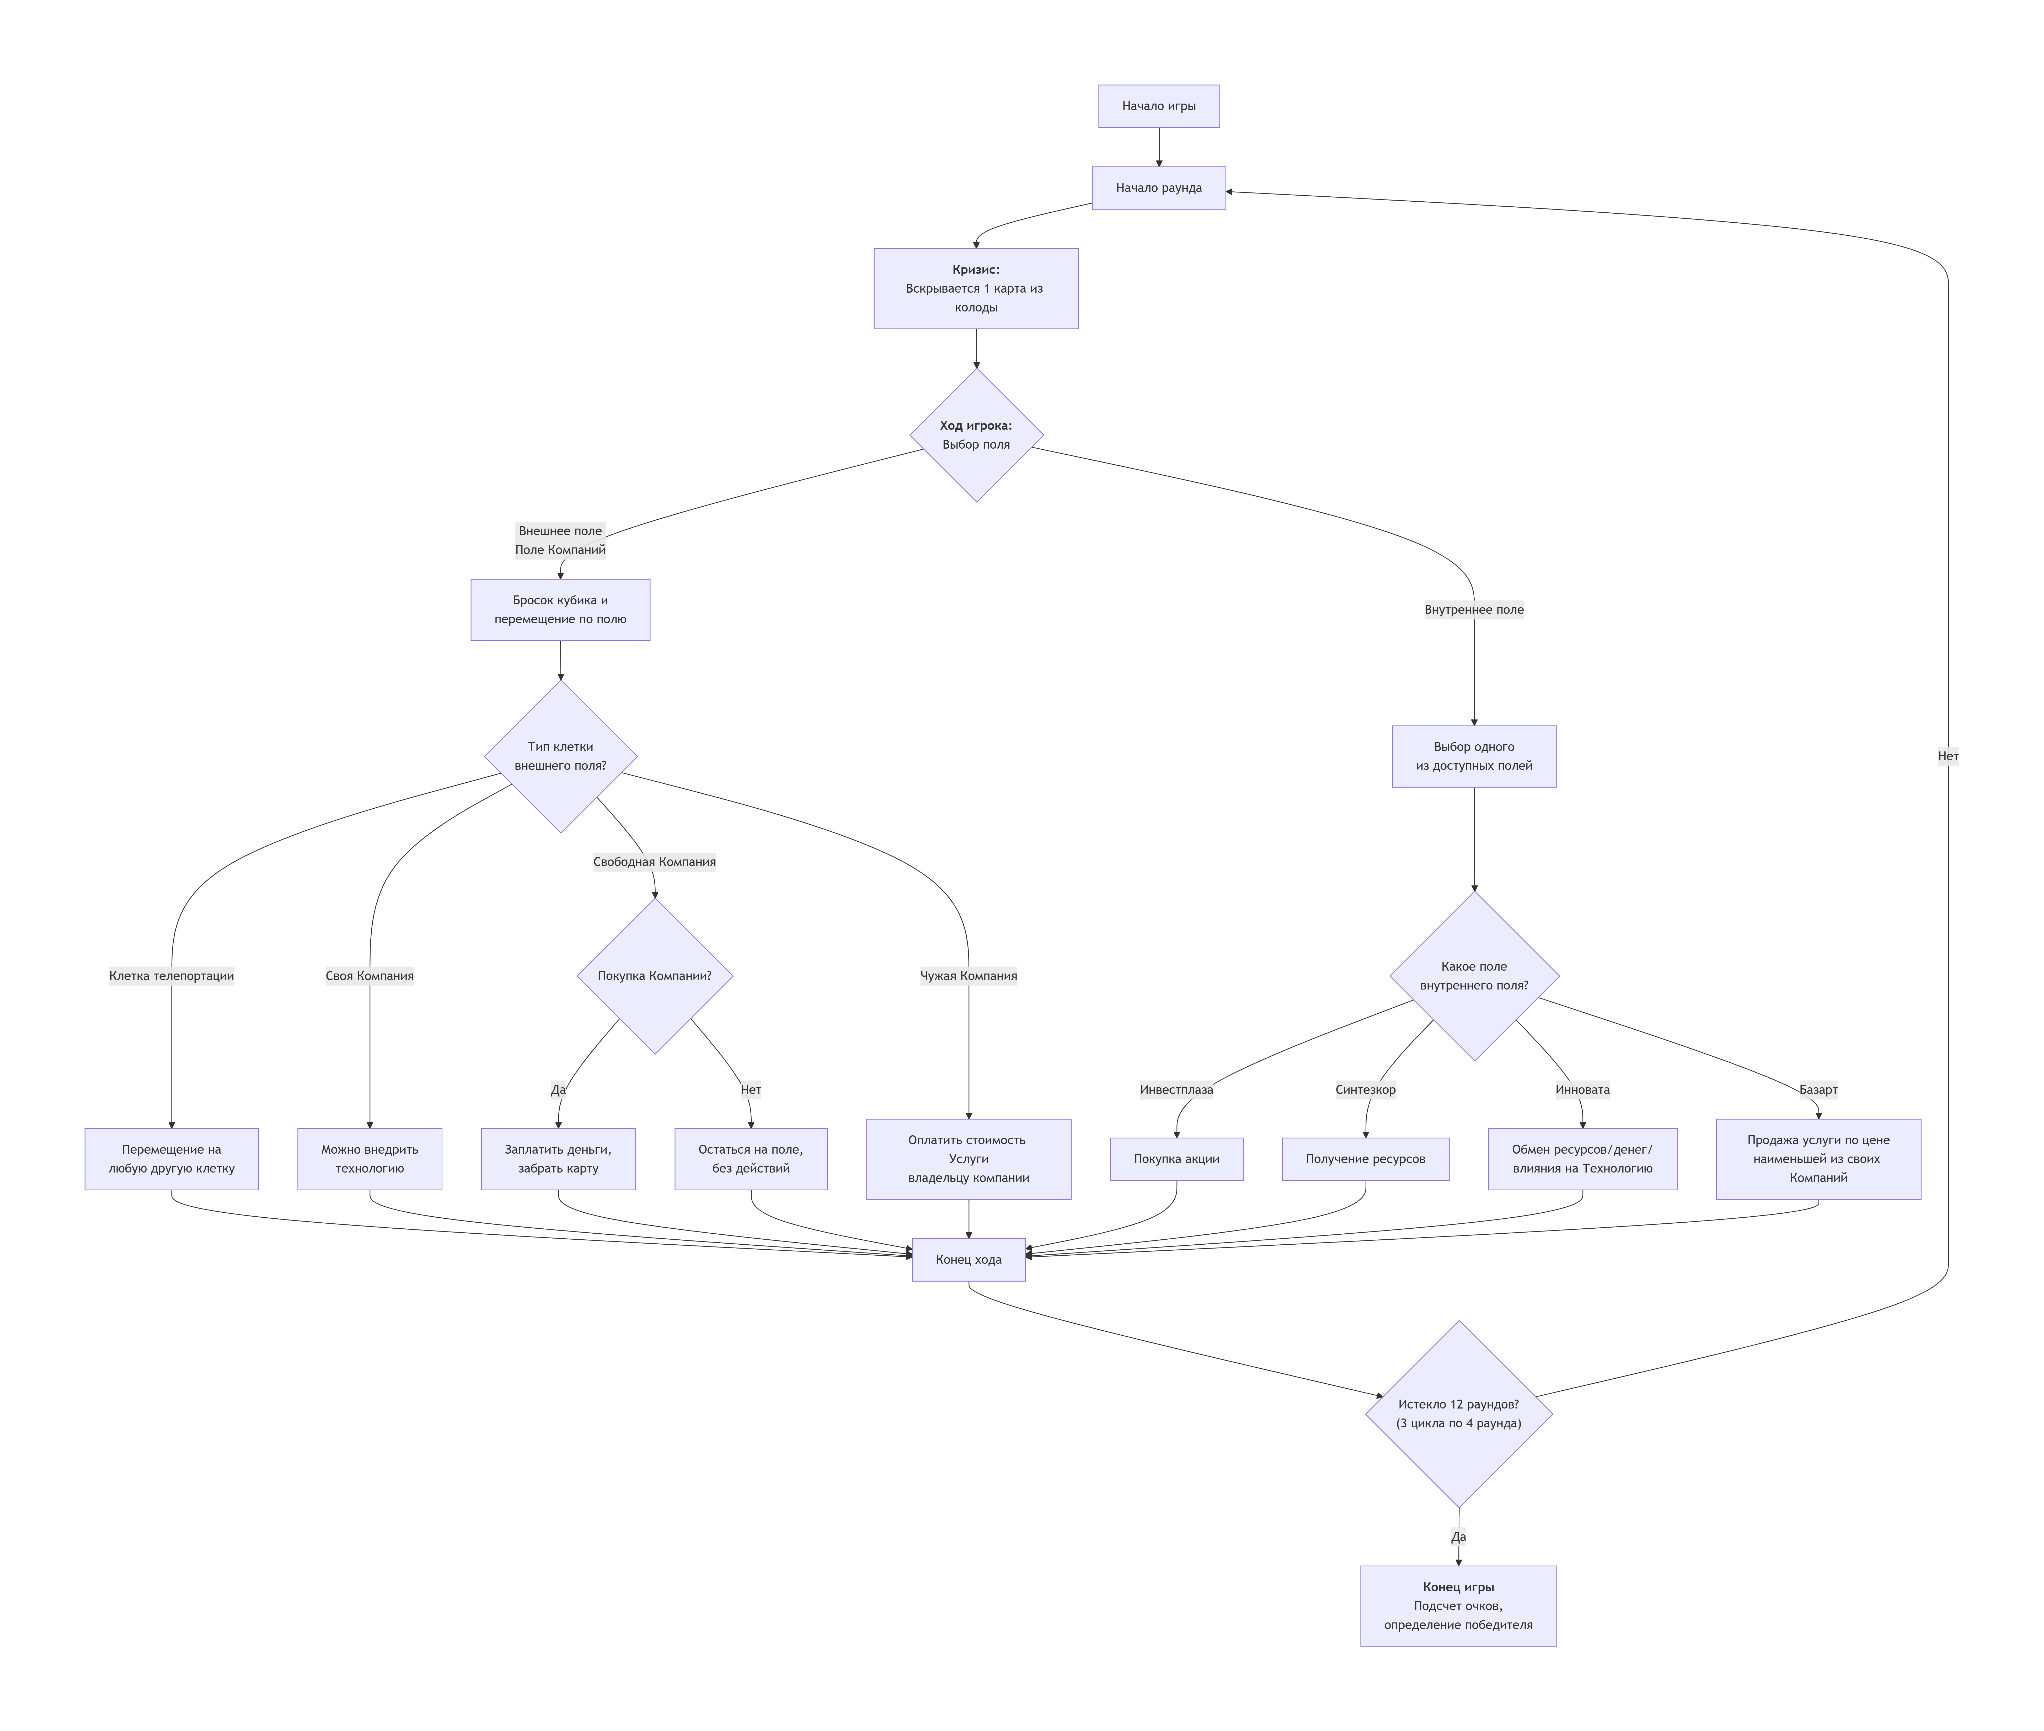 Начало игры
Начало раунда
Кризис:
Вскрывается 1 карта из
колоды
Ход игрока:
Выбор поля
Внешнее поле
Поле Компаний
Бросок кубика и
перемещение по полю
Внутреннее поле
Тип клетки
внешнего поля?
Выбор одного
из доступных полей
Нет
Свободная Компания
Клетка телепортации
Своя Компания
Покупка Компании?
Чужая Компания
Какое поле
внутреннего поля?
Да
Нет
Инвестплаза
Синтезкор
Инновата
Базарт
Перемещение на
любую другую клетку
Можно внедрить
технологию
Заплатить деньги,
забрать карту
Остаться на поле,
без действий
Оплатить стоимость
Услуги
владельцу компании
Покупка акции
Получение ресурсов
Обмен ресурсов/денег/
влияния на Технологию
Продажа услуги по цене
наименьшей из своих
Компаний
Конец хода
Истекло 12 раундов?
(3 цикла по 4 раунда)
Да
Конец игры
Подсчет очков,
определение победителя